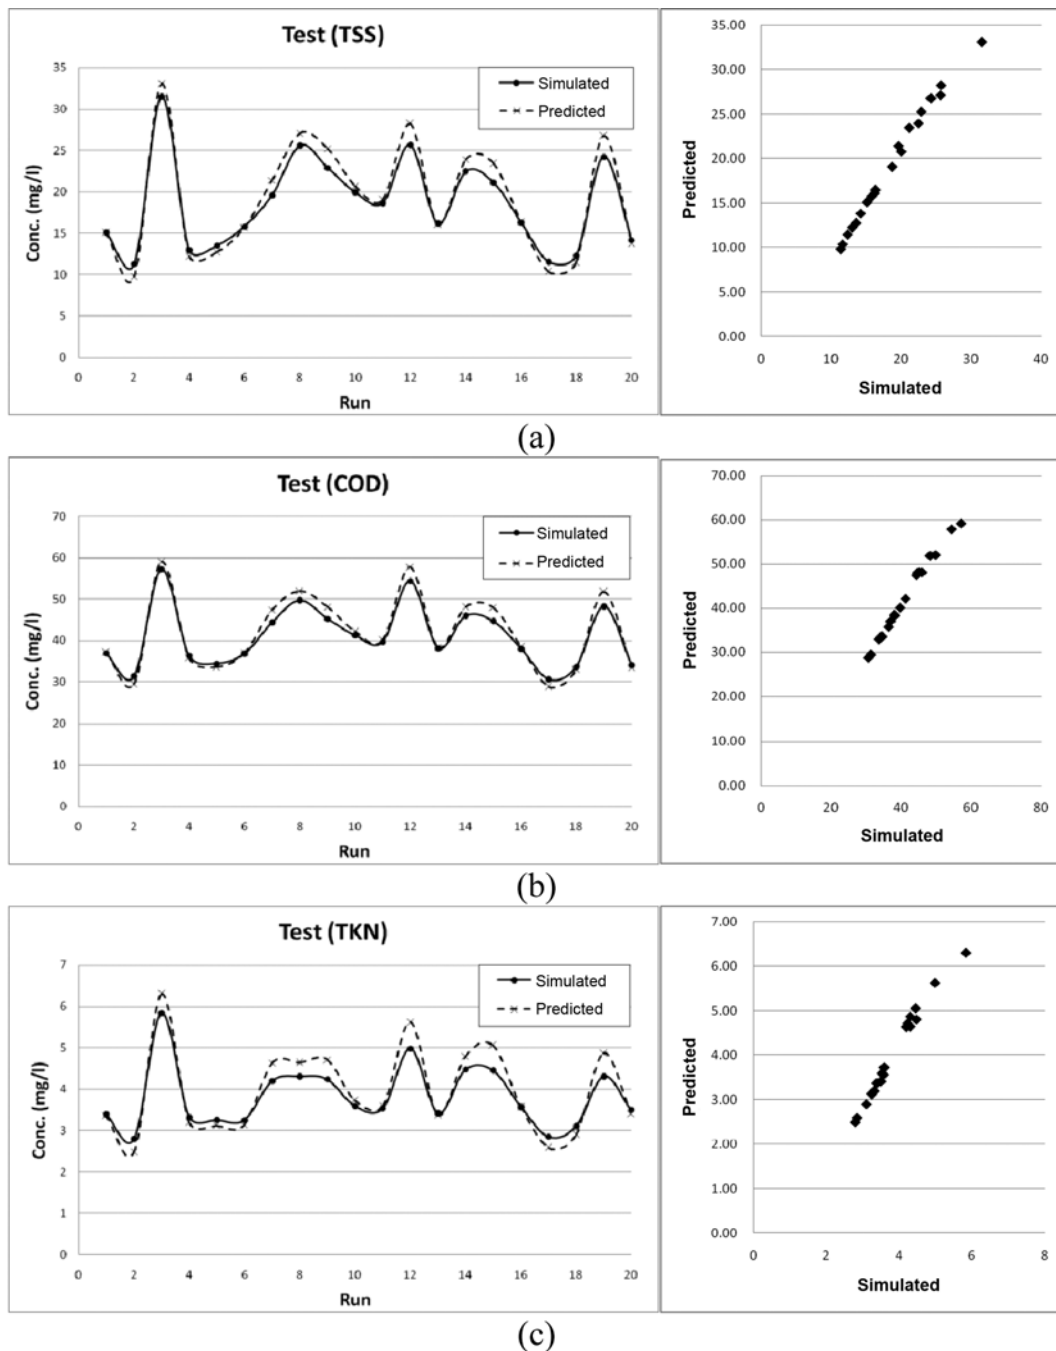 Test (TSS)
Conc. (mg/l)
35
30
25
20
15
10
5
0
Simulated
Predicted
0 2 4 6 8 10 12 14 16 18 20
Run
Predicted
35.00
30.00
25.00
20.00
15.00
10.00
5.00
0.00
0 10 20 30 40
Simulated
(a)
Test (COD)
Conc. (mg/l)
70
60
50
40
30
20
10
0
Simulated
Predicted
0 2 4 6 8 10 12 14 16 18 20
Run
Predicted
70.00
60.00
50.00
40.00
30.00
20.00
10.00
0.00
0 20 40 60 80
Simulated
(b)
Test (TKN)
Conc. (mg/l)
7
6
5
4
3
2
1
0
Simulated
Predicted
0 2 4 6 8 10 12 14 16 18 20
Run
Predicted
7.00
6.00
5.00
4.00
3.00
2.00
1.00
0.00
0 2 4 6 8
Simulated
(c)